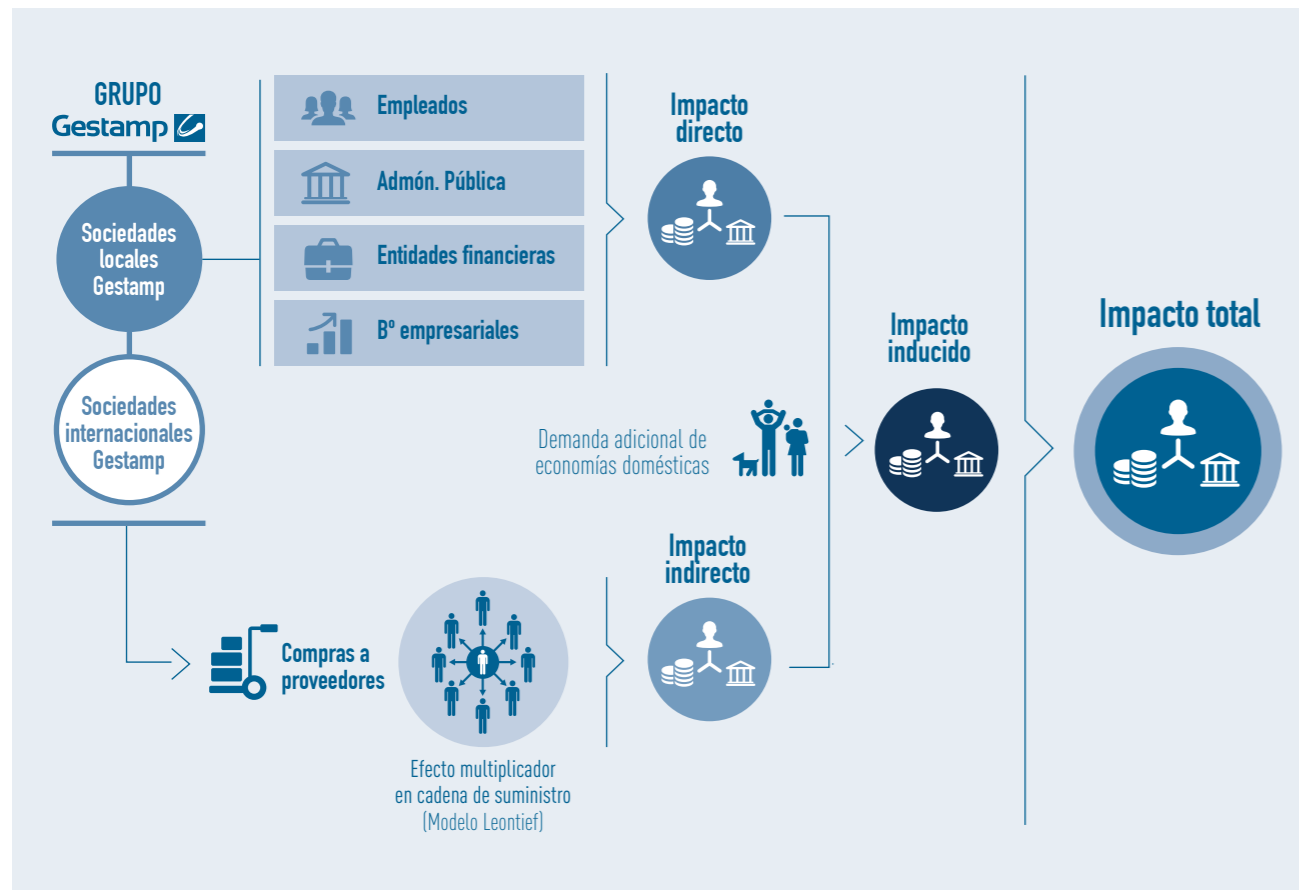 GRUPO
Gestamp
Sociedades
locales
Gestamp
Sociedades
internacionales
Gestamp
Empleados
Admón. Pública
Entidades financieras
Bº empresariales
Impacto
directo
Demanda adicional de
economías domésticas
Impacto
inducido
Impacto total
Compras a
proveedores
Efecto multiplicador
en cadena de suministro
(Modelo Leontief)
Impacto
indirecto